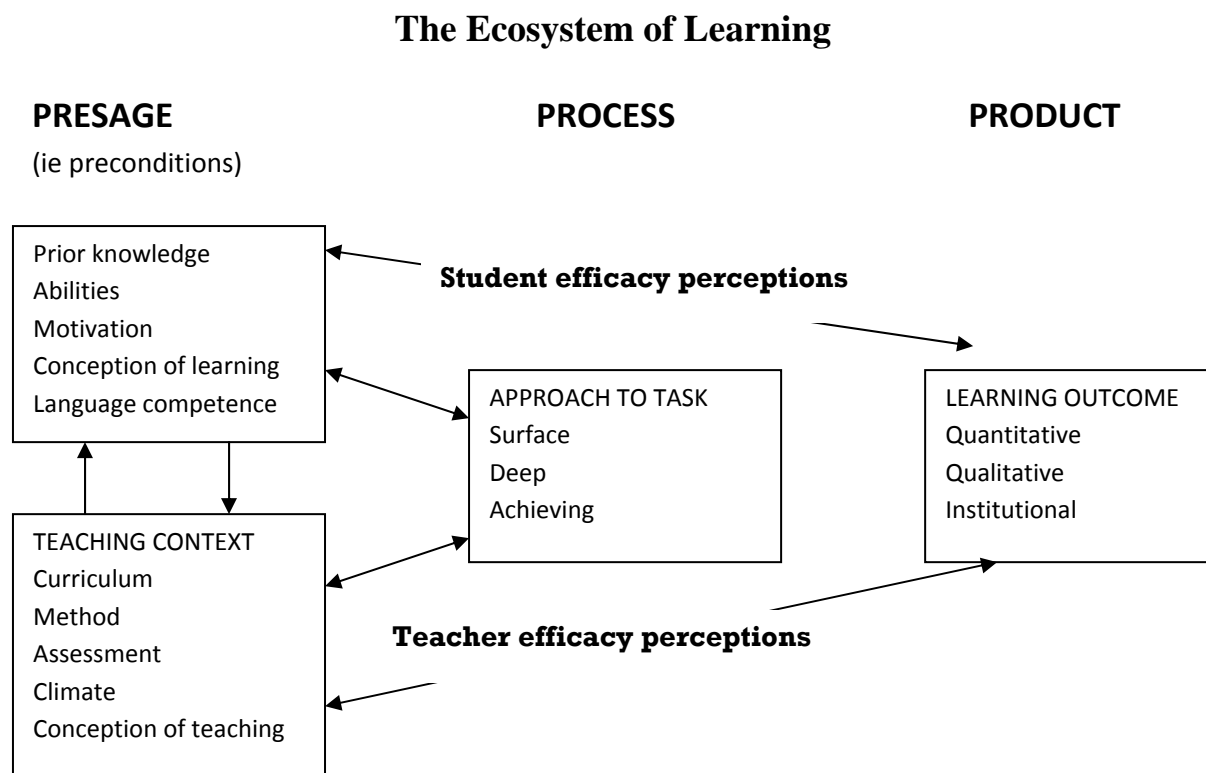 The Ecosystem of Learning
PRESAGE
PROCESS
PRODUCT
(ie preconditions)
Prior knowledge
Abilities
Motivation
Conception of learning
Language competence
Student efficacy perceptions
APPROACH TO TASK
Surface
Deep
Achieving
LEARNING OUTCOME
Quantitative
Qualitative
Institutional
TEACHING CONTEXT
Curriculum
Method
Assessment
Climate
Conception of teaching
Teacher efficacy perceptions